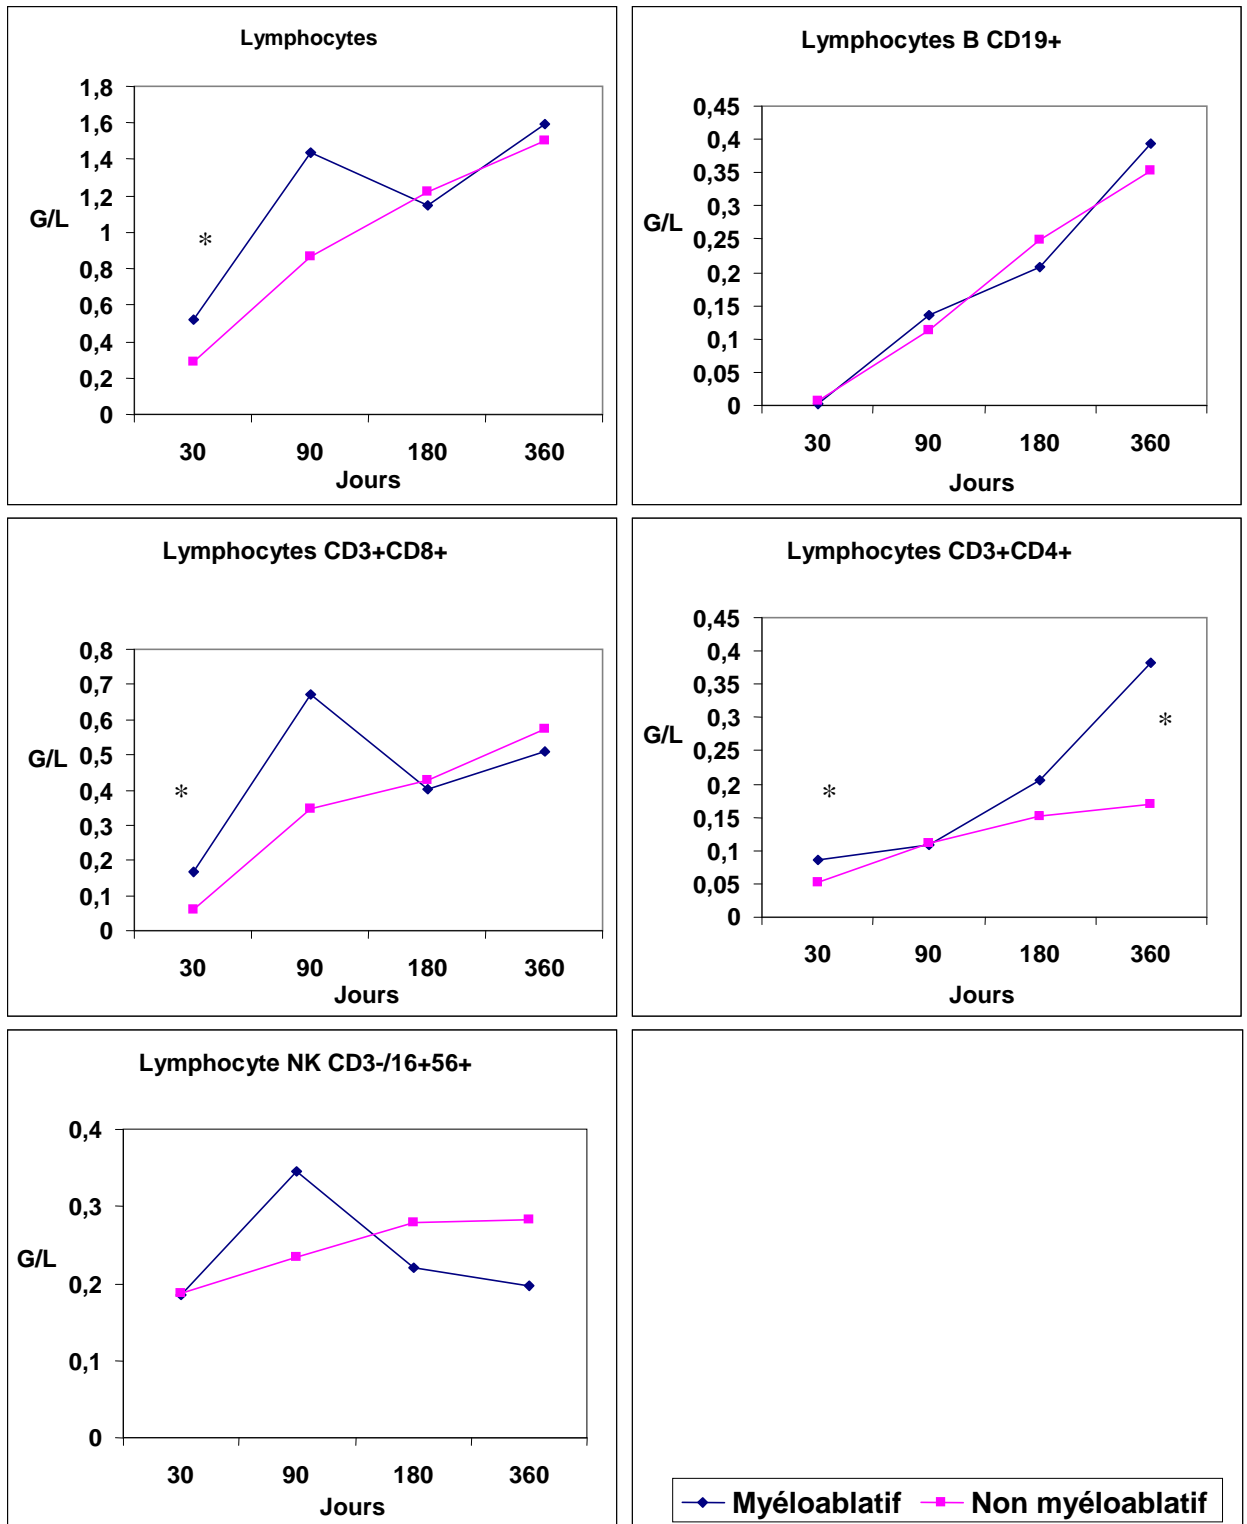 Lymphocytes
1,8
1,6
1,4
1,2
1
0,8
0,6
0,4
0,2
0
G/L
*
30 90 180 360
Jours
Lymphocytes B CD19+
0,45
0,4
0,35
0,3
0,25
0,2
0,15
0,1
0,05
0
G/L
30 90 180 360
Jours
Lymphocytes CD3+CD8+
0,8
0,7
0,6
0,5
0,4
0,3
0,2
0,1
0
G/L
*
30 90 180 360
Jours
Lymphocytes CD3+CD4+
0,45
0,4
0,35
0,3
0,25
0,2
0,15
0,1
0,05
0
G/L
*
*
30 90 180 360
Jours
Lymphocyte NK CD3-/16+56+
0,4
0,3
0,2
0,1
0
G/L
30 90 180 360
Jours
Myéloablatif Non myéloablatif